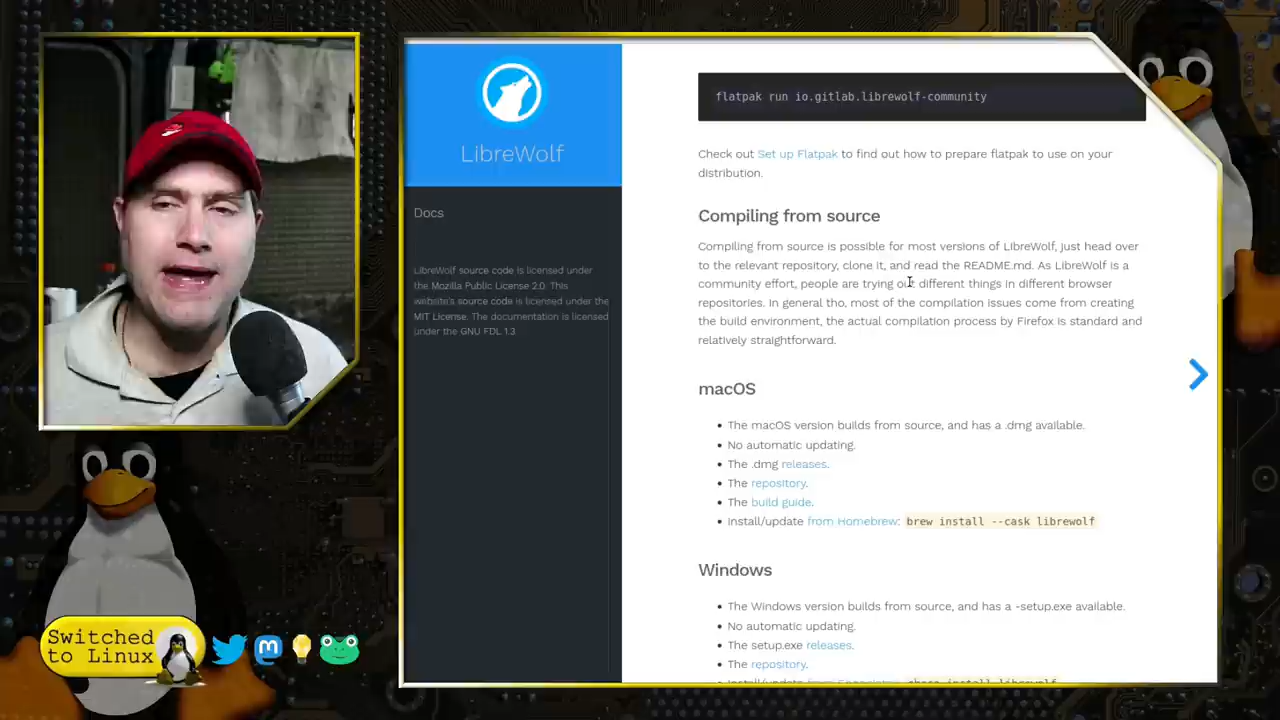 flatpak run io.gitlab.librewolf-community
LibreWolf
Check out Set up Flatpak to find out how to prepare flatpak to use on your
distribution.
Docs
Compiling from source
Compiling from source is possible for most versions of LibreWolf, just head over
to the relevant repository, clone it, and read the README.md. As LibreWolf is a
community effort, people are trying out different things in different browser
repositories. In general tho, most of the compilation issues come from creating
the build environment, the actual compilation process by Firefox is standard and
relatively straightforward.
LibreWolf source code is licensed under
the Mozilla Public License 2.0. This
website's source code is licensed under the
MIT License. The documentation is licensed
under the GNU FDL 1.3
macOS
The macOS version builds from source, and has a .dmg available.
No automatic updating.
The .dmg releases.
The repository.
The build guide.
Install/update from Homebrew: brew install --cask librewolf
Windows
The Windows version builds from source, and has a -setup.exe available.
No automatic updating.
The setup.exe releases.
The repository.
Install/update from Chocolatey: choco install librewolf
Switched
to Linux